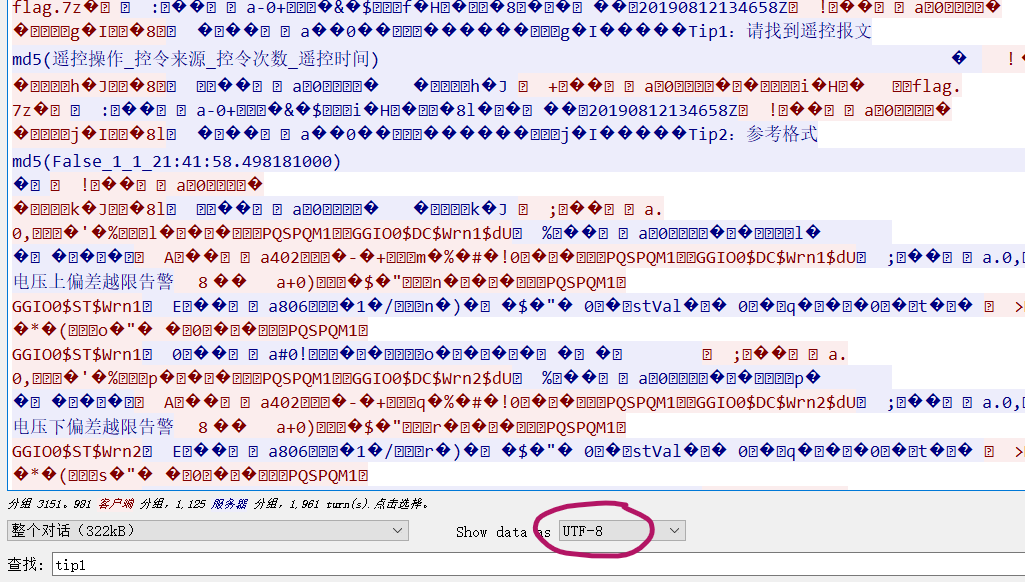 flag.7z� : ��� a-0+ �&�$ f�H� �8� � � ���20190812134658Z� ! ��� a 0 �
� g�I �8 � �� a��0�� ������ g�I�����Tip1：请找到遥控报文
md5(遥控操作_控令来源_控令次数_遥控时间) � ! �
� h�J �8 �� a 0 � � h�J + �� a 0 � � i�H � flag.
7z� : ��� a-0+ �&�$ i�H� �8l � � ��20190812134658Z ! �� a 0 �
� j�I �8l � �� a��0�� ������ j�I�����Tip2：参考格式
md5(False_1_1_21:41:58.498181000)
� ! �� a 0 �
� k�J �8l �� a 0 � � k�J ; �� a.
0, �'�% l� � � PQSPQM1 GGIO0$DC$Wrn1$dU % �� a 0 � � l�
� � � � A �� a402 �-�+ m�%�#�!0 � � PQSPQM1 GGIO0$DC$Wrn1$dU ; �� a.0,
电压上偏差越限告警 8 �� a+0) �$�" n� � � PQSPQM1
GGIO0$ST$Wrn1 E �� a806 �1�/ n�)� �$�" � 0 � stVal� � 0 � q� � �0 � t� � >
�*�( o�"� � 0 � � PQSPQM1
GGIO0$ST$Wrn1 0 �� a#0! � � o� � � � � � ; �� a.
0, �'�% p� � � PQSPQM1 GGIO0$DC$Wrn2$dU % �� a 0 � � p�
� � � � A �� a402 �-�+ q�%�#�!0 � � PQSPQM1 GGIO0$DC$Wrn2$dU ; �� a.0,
电压下偏差越限告警 8 �� a+0) �$�" r� � � PQSPQM1
GGIO0$ST$Wrn2 E �� a806 �1�/ r�)� �$�" � 0 � stVal� � 0 � q� � �0 � t� � >
�*�( s�"� � 0 � � PQSPQM1
分组 3151。981 客户端 分组，1,125 服务器 分组，1,961 turn(s).点击选择。
整个对话（322kB） Show data as UTF-8
查找: tip1